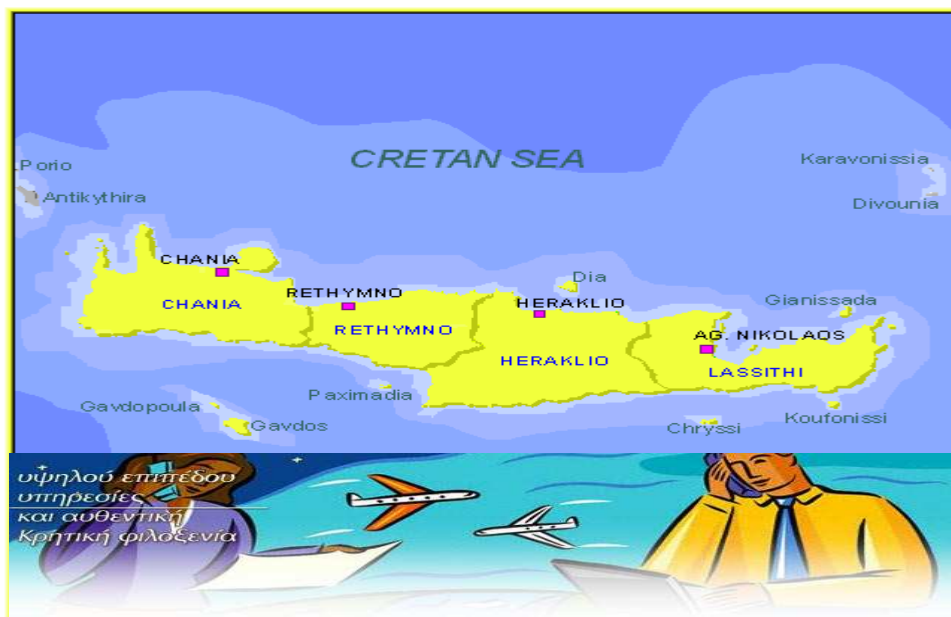 CRETAN SEA
Karavonissia
Porio
Antikythira
Divounia
CHANIA
Dia
RETHYMNO
HERAKLIO
Gianissada
CHANIA
RETHYMNO
AG. NIKOLAOS
HERAKLIO
LASSITHI
Paximadia
Gavdopoula
Gavdos
Koufonissi
Chryssi
υψηλού επιπέδου
υπηρεσίες
και αυθεντική
Κρητική φιλοξενία